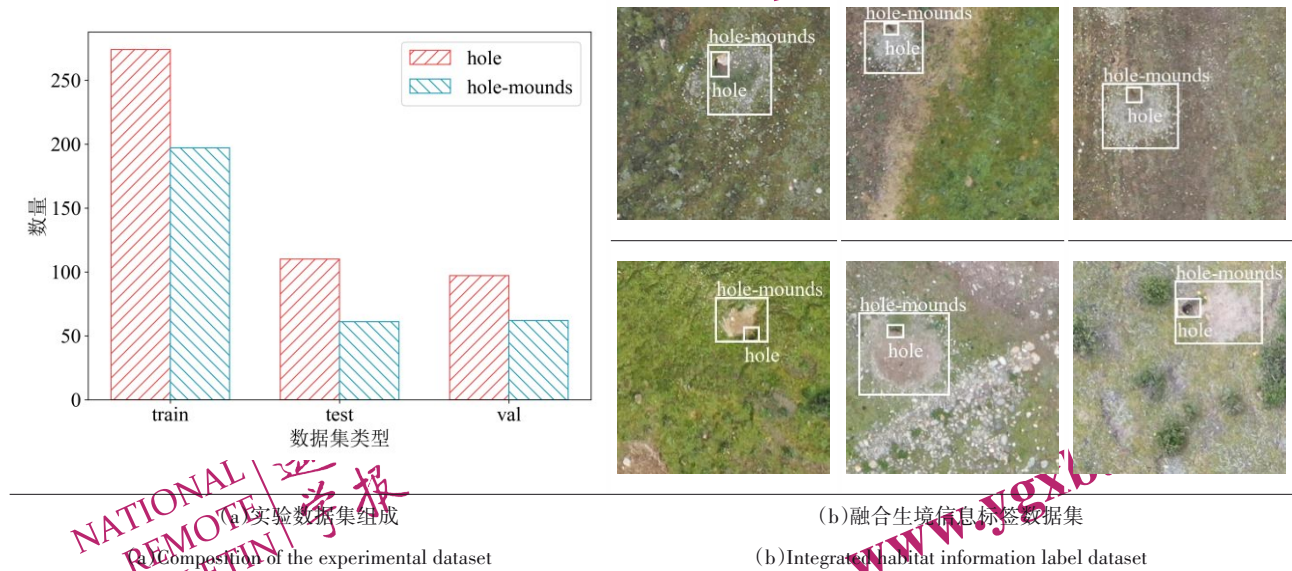 250
200
150
100
50
0
数量
hole
hole-mounds
train
test
val
数据集类型
hole-mounds
hole
hole-mounds
hole
hole-mounds
hole
hole-mounds
hole
hole-mounds
hole
hole-mounds
hole
NATIONAL
REMOTE
学报
www.ygxb
(a)实验数据集组成
(a)Composition of the experimental dataset
(b)融合生境信息标签数据集
(b)Integrated habitat information label dataset